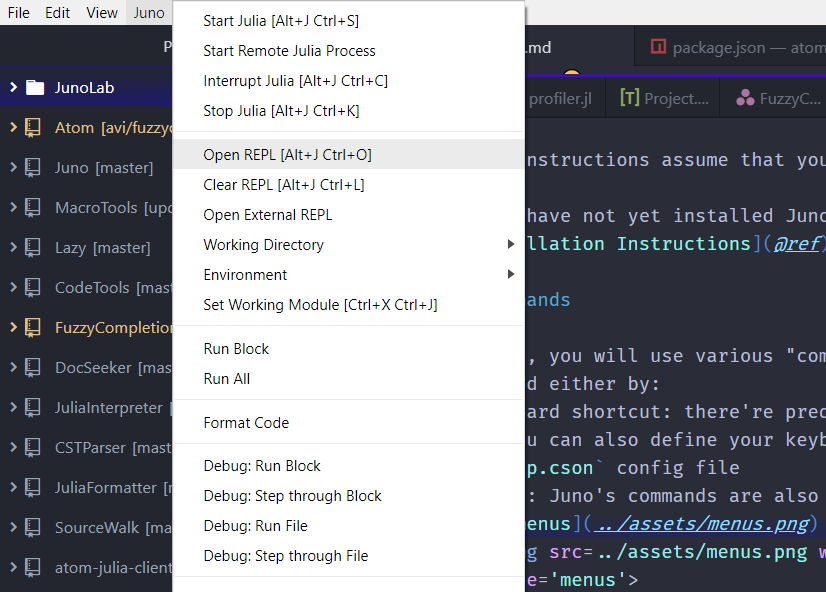 File Edit View Juno
P
JunoLab
Atom [avi/fuzzyc
Juno [master]
MacroTools [upd
Lazy [master]
CodeTools [mast
FuzzyCompletion
DocSeeker [mas
JuliaInterpreter [
CSTParser [mast
JuliaFormatter [r
SourceWalk [ma
atom-julia-client
Start Julia [Alt+J Ctrl+S]
Start Remote Julia Process
Interrupt Julia [Alt+J Ctrl+C]
Stop Julia [Alt+J Ctrl+K]
Open REPL [Alt+J Ctrl+O]
Clear REPL [Alt+J Ctrl+L]
Open External REPL
Working Directory
Environment
Set Working Module [Ctrl+X Ctrl+J]
Run Block
Run All
Format Code
Debug: Run Block
Debug: Step through Block
Debug: Run File
Debug: Step through File
.md package.json — atom
profiler.jl [T] Project.... FuzzyC...
nstructions assume that you
have not yet installed Juno
llation Instructions](@ref)
ands
, you will use various "com
d either by:
ard shortcut: there're pred
u can also define your keyb
p.cson` config file
: Juno's commands are also
enus](../assets/menus.png)
g src=../assets/menus.png w
e='menus'>